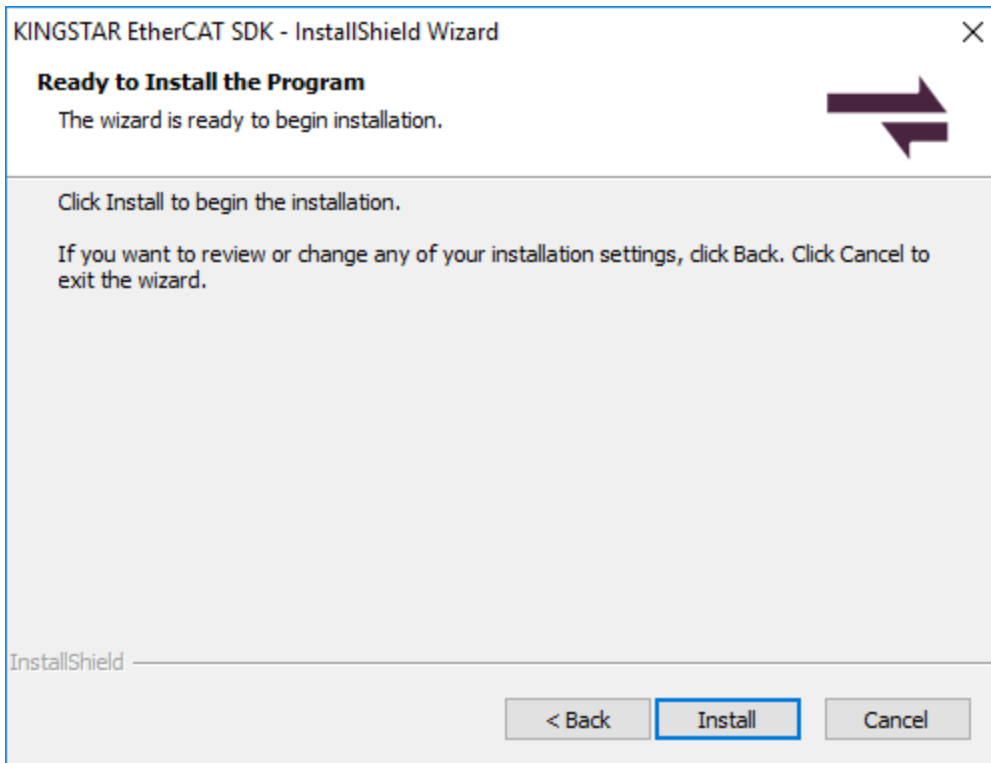 KINGSTAR EtherCAT SDK - InstallShield Wizard
Ready to Install the Program
The wizard is ready to begin installation.
Click Install to begin the installation.
If you want to review or change any of your installation settings, click Back. Click Cancel to
exit the wizard.
InstallShield
< Back
Install
Cancel